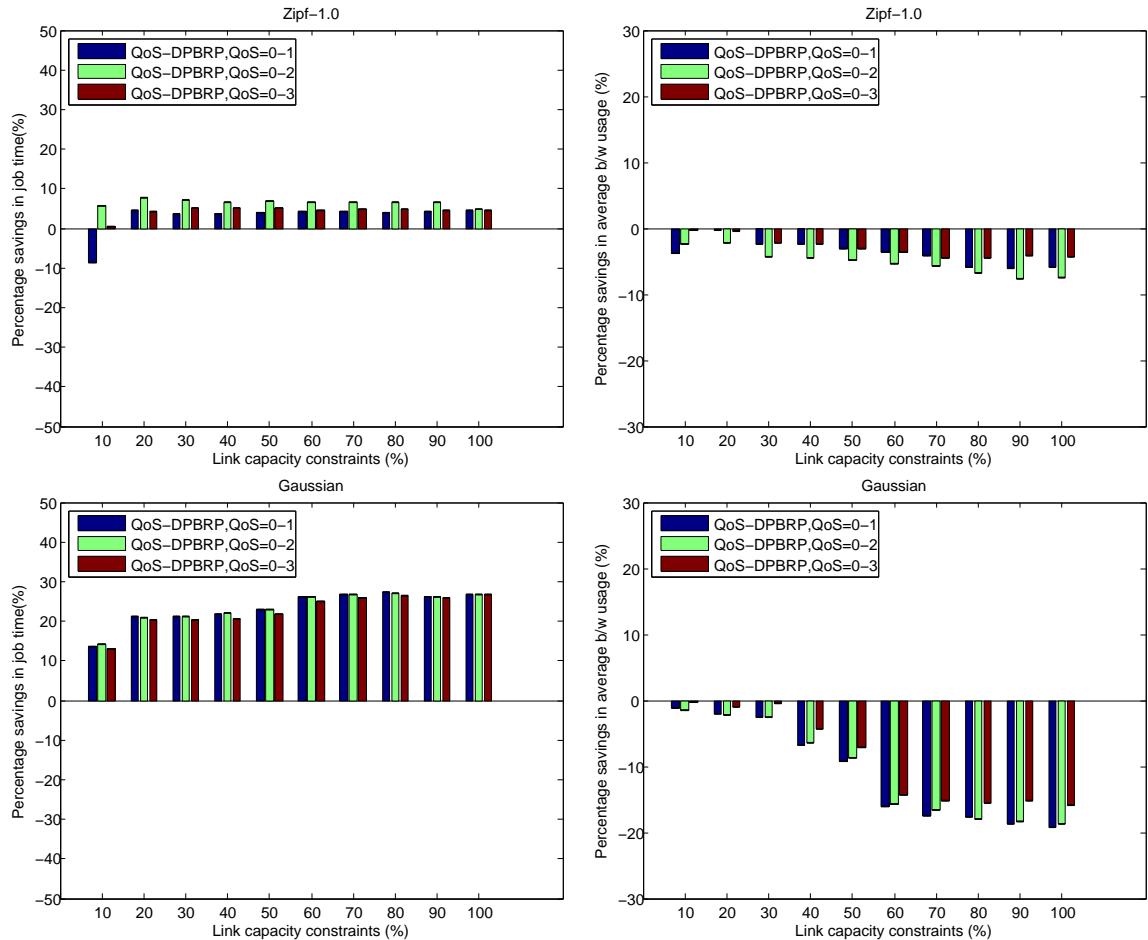 Zipf−1.0
50
40
30
20
10
0
−10
−20
−30
−40
−50
Percentage savings in job time(%)
QoS−DPBRP,QoS=0−1
QoS−DPBRP,QoS=0−2
QoS−DPBRP,QoS=0−3
10 20 30 40 50 60 70 80 90 100
Link capacity constraints (%)
Zipf−1.0
30
20
10
0
−10
−20
−30
Percentage savings in average b/w usage (%)
QoS−DPBRP,QoS=0−1
QoS−DPBRP,QoS=0−2
QoS−DPBRP,QoS=0−3
10 20 30 40 50 60 70 80 90 100
Link capacity constraints (%)
Gaussian
50
40
30
20
10
0
−10
−20
−30
−40
−50
Percentage savings in job time(%)
QoS−DPBRP,QoS=0−1
QoS−DPBRP,QoS=0−2
QoS−DPBRP,QoS=0−3
10 20 30 40 50 60 70 80 90 100
Link capacity constraints (%)
Gaussian
30
20
10
0
−10
−20
−30
Percentage savings in average b/w usage (%)
QoS−DPBRP,QoS=0−1
QoS−DPBRP,QoS=0−2
QoS−DPBRP,QoS=0−3
10 20 30 40 50 60 70 80 90 100
Link capacity constraints (%)